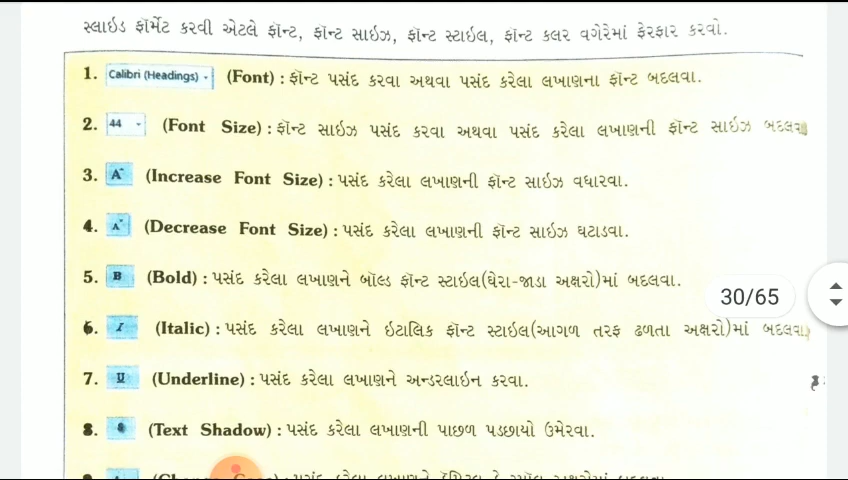 સ્લાઇડ ફૉર્મેટ કરવી એટલે ફૉન્ટ, ફૉન્ટ સાઇઝ, ફૉન્ટ સ્ટાઇલ, ફૉન્ટ કલર વગેરેમાં ફેરફાર કરવો.
1. Calibri (Headings) (Font) : ફૉન્ટ પસંદ કરવા અથવા પસંદ કરેલા લખાણના ફૉન્ટ બદલવા.
2. 44 (Font Size) : ફૉન્ટ સાઇઝ પસંદ કરવા અથવા પસંદ કરેલા લખાણની ફૉન્ટ સાઇઝ બદલવા
3. A (Increase Font Size) : પસંદ કરેલા લખાણની ફૉન્ટ સાઇઝ વધારવા.
4. A (Decrease Font Size) : પસંદ કરેલા લખાણની ફૉન્ટ સાઇઝ ઘટાડવા.
5. B (Bold) : પસંદ કરેલા લખાણને બૉલ્ડ ફૉન્ટ સ્ટાઇલ(ઘેરા-જાડા અક્ષરો)માં બદલવા.
30/65
6. I (Italic) : પસંદ કરેલા લખાણને ઇટાલિક ફૉન્ટ સ્ટાઇલ(આગળ તરફ ઢળતા અક્ષરો)માં બદલવા
7. U (Underline) : પસંદ કરેલા લખાણને અન્ડરલાઇન કરવા.
8. (Text Shadow) : પસંદ કરેલા લખાણની પાછળ પડછાયો ઉમેરવા.